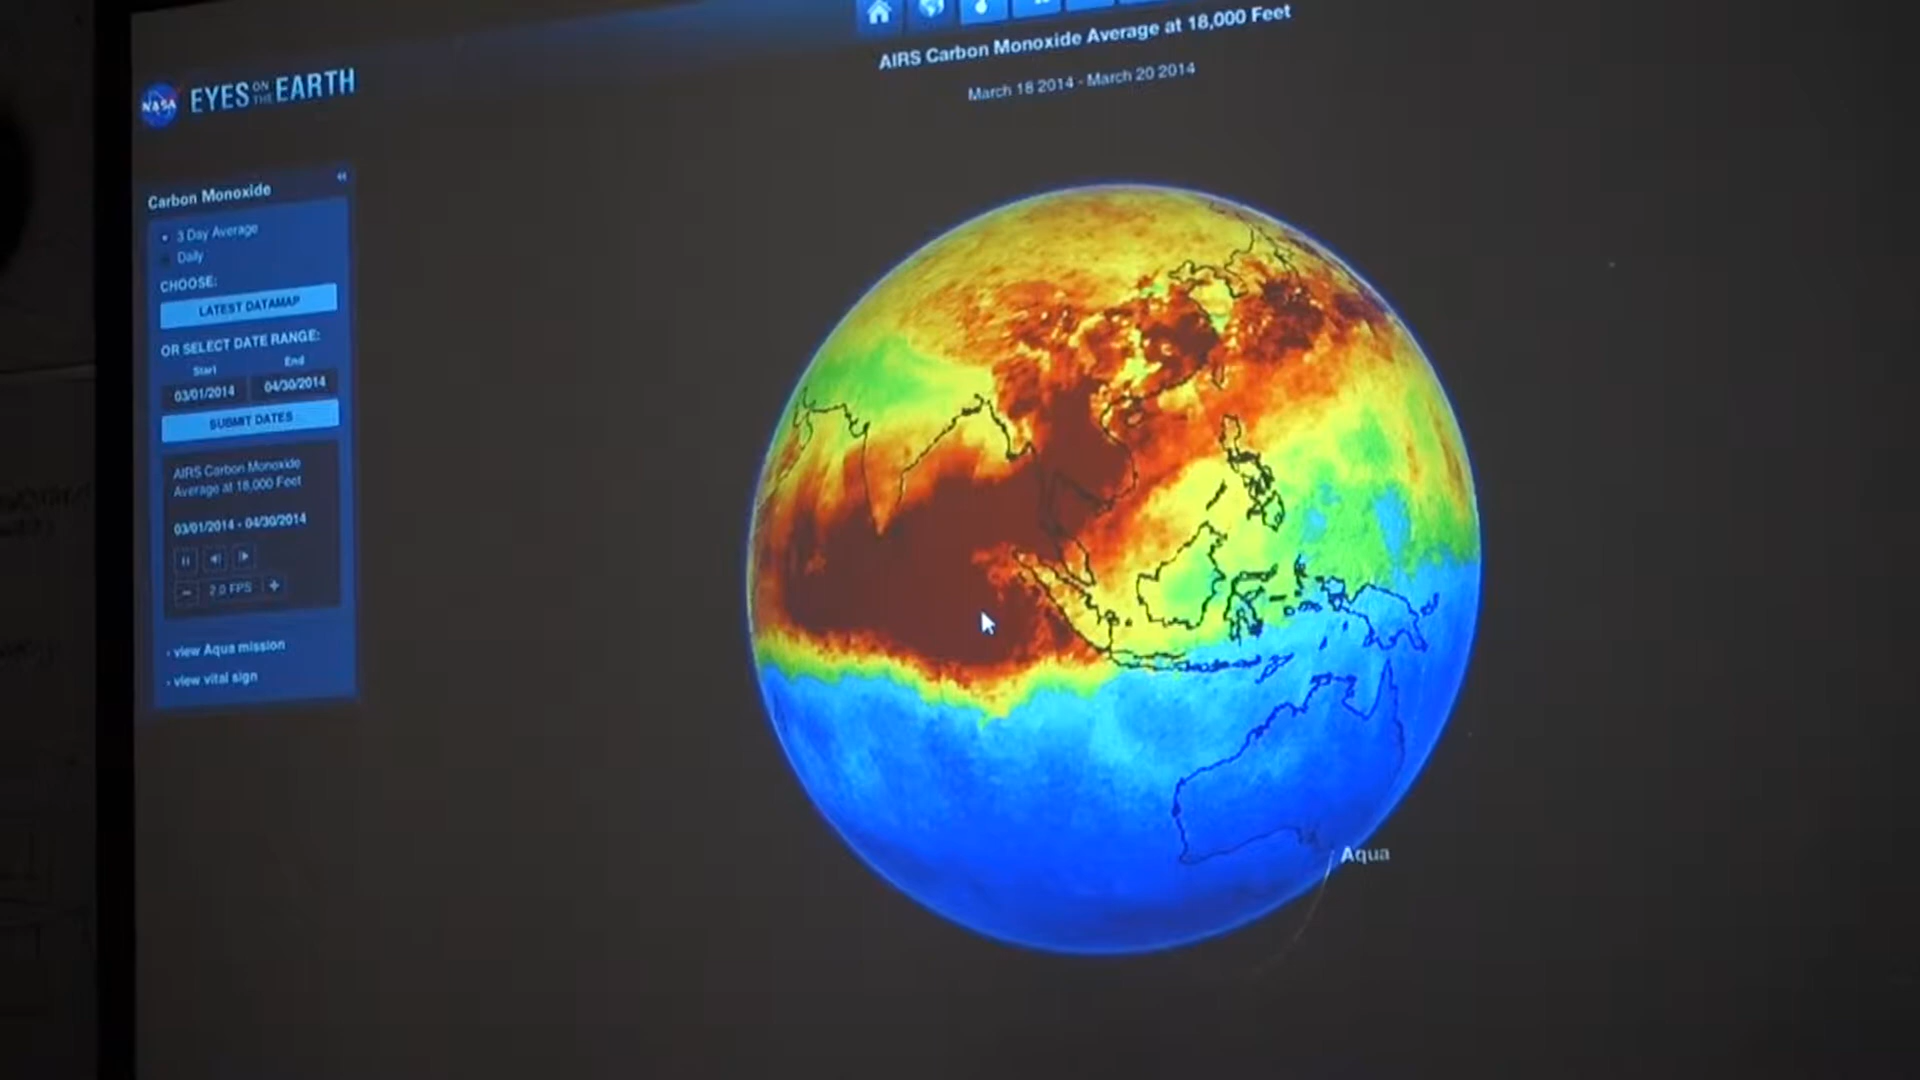 AIRS Carbon Monoxide Average at 18,000 Feet
March 18 2014 - March 20 2014
NASA EYES ON THE EARTH
Carbon Monoxide
3 Day Average
Daily
CHOOSE:
LATEST DATAMAP
OR SELECT DATE RANGE:
Start End
03/01/2014 04/30/2014
SUBMIT DATES
AIRS Carbon Monoxide
Average at 18,000 Feet
03/01/2014 - 04/30/2014
2.0 FPS
view Aqua mission
view vital sign
Aqua